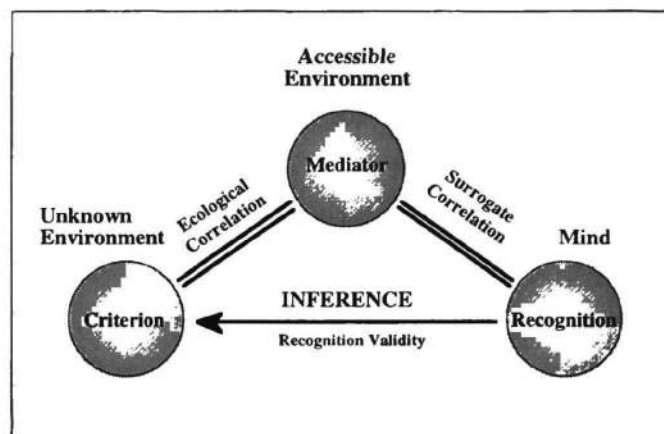 Accessible
Environment
Mediator
Ecological
Correlation
Surrogate
Correlation
Unknown
Environment
Mind
Criterion
INFERENCE
Recognition
Recognition Validity